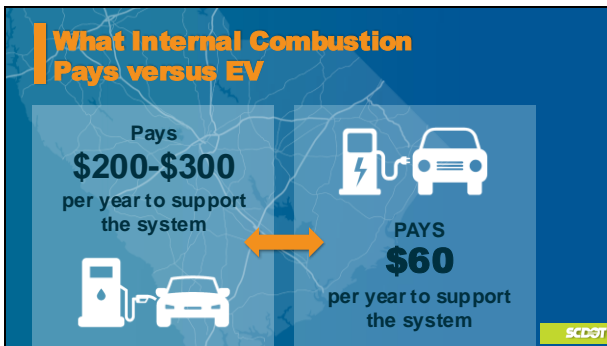 What Internal Combustion
Pays versus EV
Pays
$200-$300
per year to support
the system
PAYS
$60
per year to support
the system
SCDOT